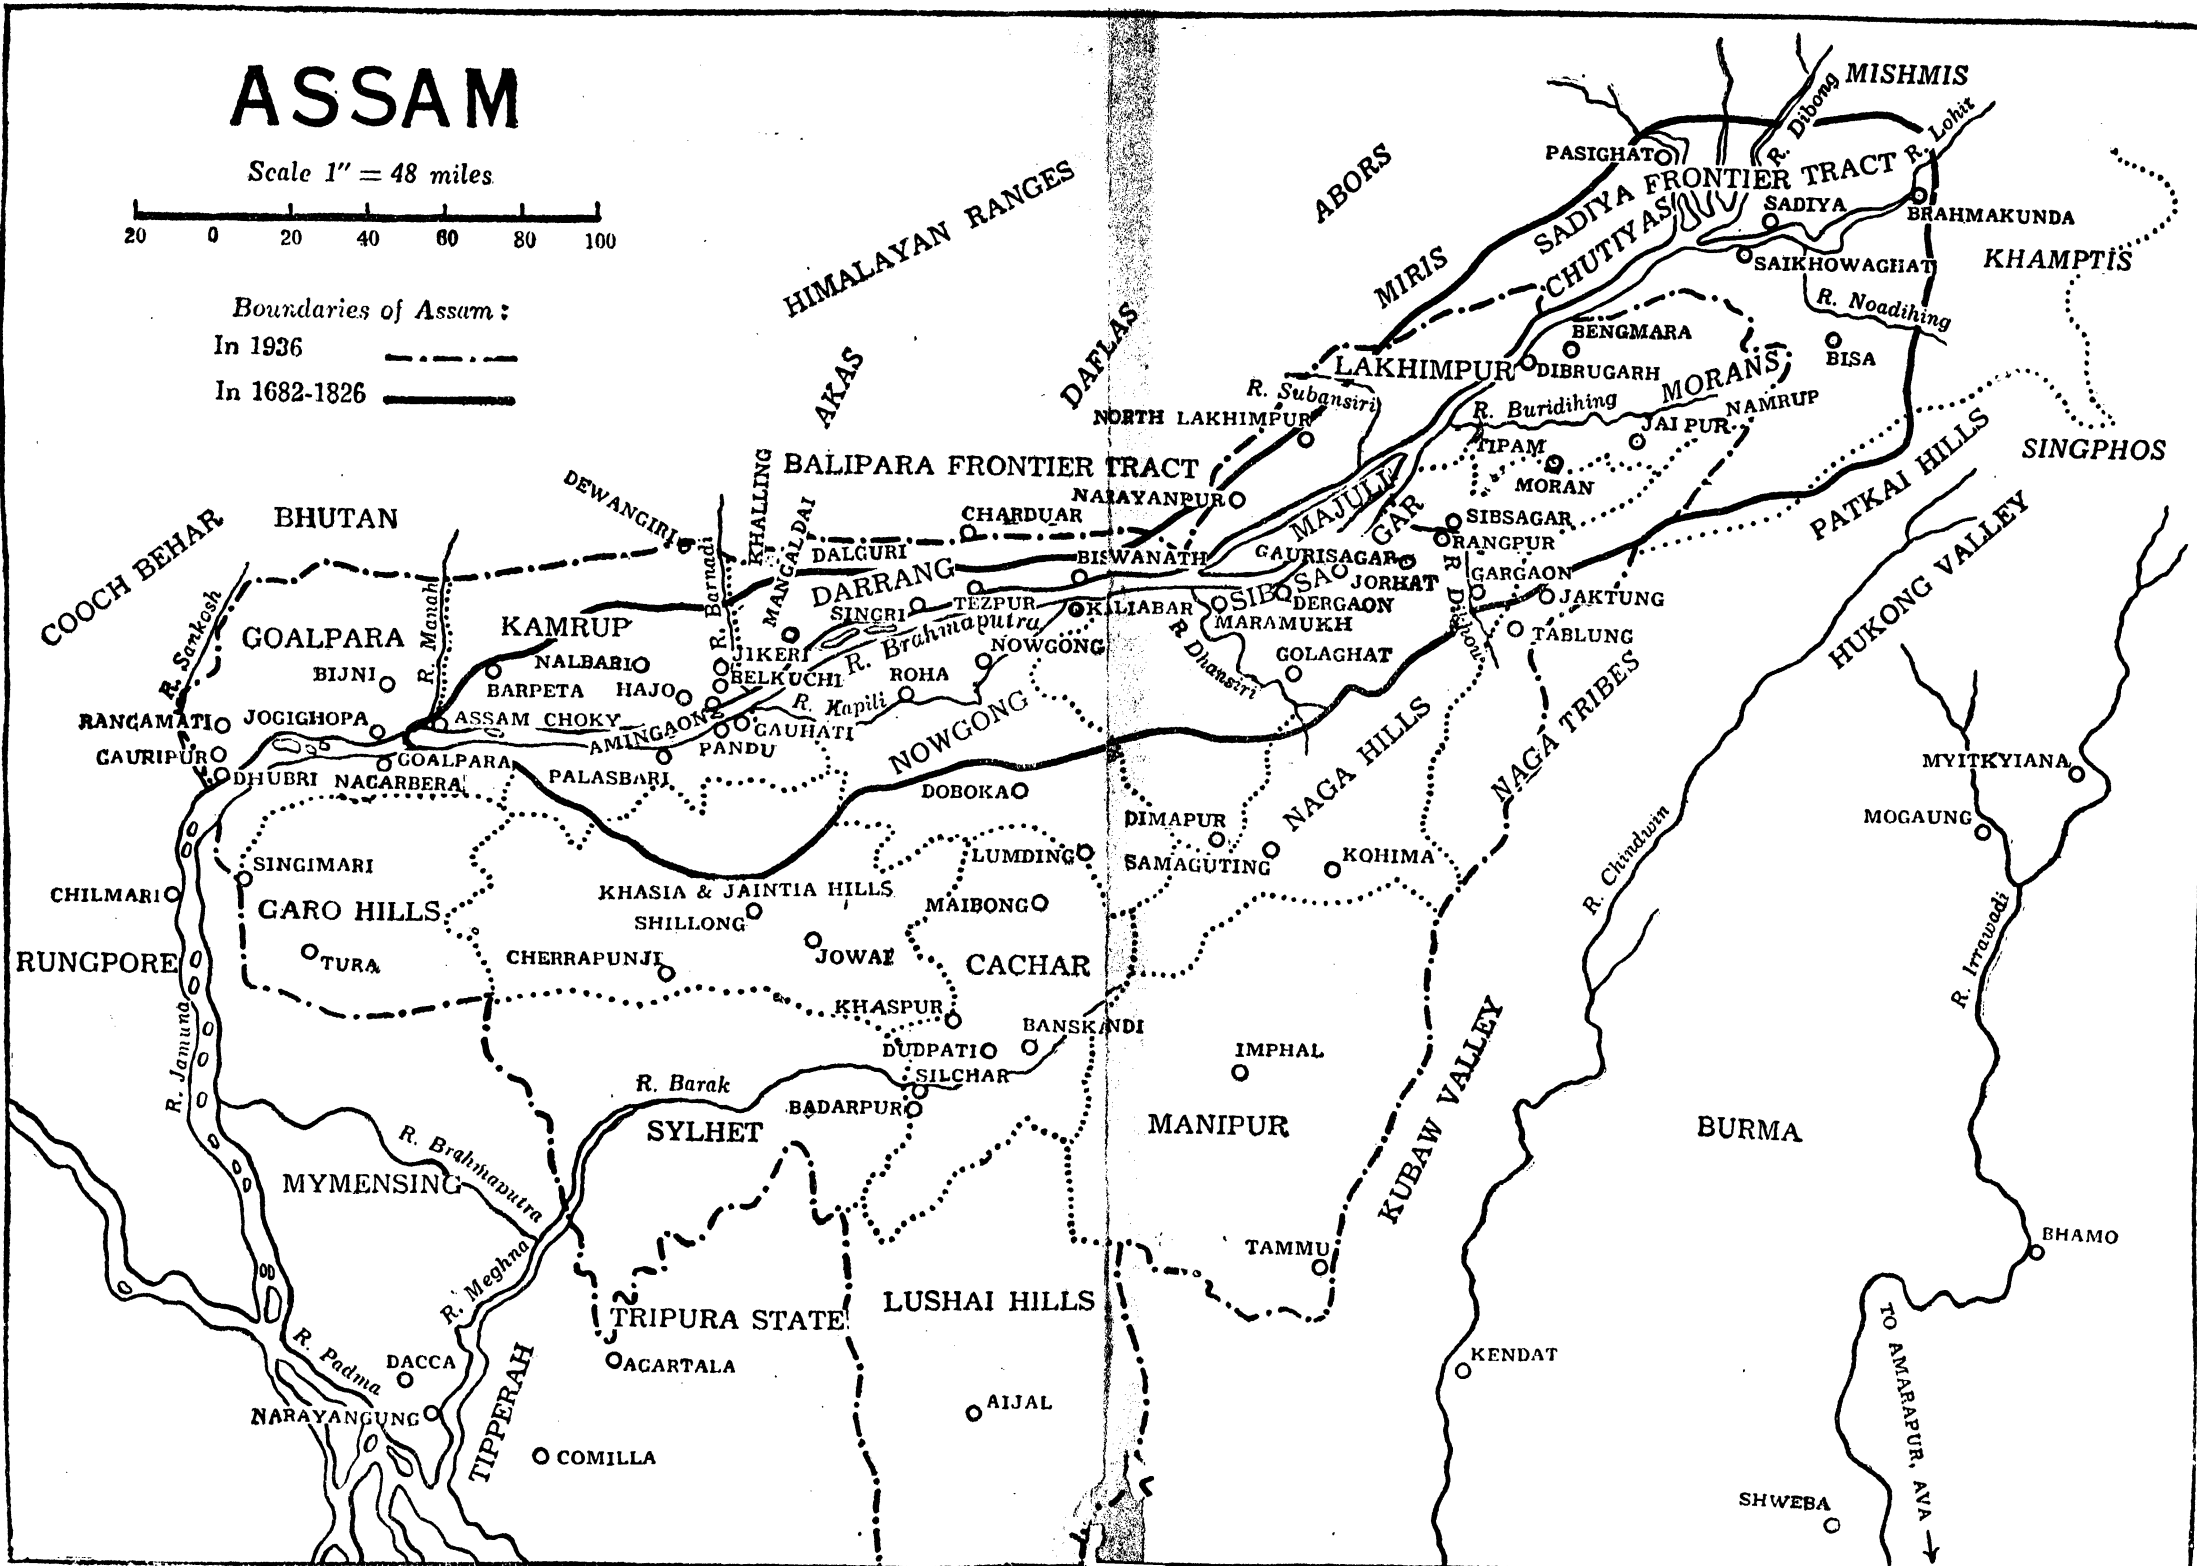 ASSAM
Scale 1" = 48 miles
20 0 20 40 60 80 100
Boundaries of Assam:
In 1936
In 1682-1826
HIMALAYAN RANGES
ABORS
MISHMIS
R. Dibong
R. Lohit
PASIGHAT
SADIYA FRONTIER TRACT
CHUTIYAS
SADIYA
BRAHMAKUNDA
SAIKHOWAGHAT
KHAMPTIS
R. Noadihing
MIRIS
BENGMARA
BISA
LAKHIMPUR
DIBRUGARH
MORANS
AKAS
DAFLAS
R. Subansiri
R. Buridihing
NAMRUP
NORTH LAKHIMPUR
JAIPUR
TIPAM
MORAN
SINGPHOS
PATKAI HILLS
HUKONG VALLEY
BALIPARA FRONTIER TRACT
NARAYANPUR
MAJULI
COOCH BEHAR
BHUTAN
DEWANGIRI
KHALLING
MANGALDAI
CHARDUAR
SIBSAGAR
RANGPUR
DALGURI
BISWANATH
GAURISAGAR
JORHAT
GARGAON
JAKTUNG
TABLUNG
R Dikhou
DARRANG
SINGRI
TEZPUR
KALIABAR
SIBSAGAR
DERGAON
MARAMUKH
GOLAGHAT
R Dhansiri
R. Sankosh
R. Manah
R. Barnadi
GOALPARA
KAMRUP
BIJNI
NALBARI
BARPETA
HAJO
JIKERI
BELKUCHI
R. Brahmaputra
NOWGONG
ROHA
R. Kapili
RANGAMATI
JOGIGHOPA
ASSAM CHOKY
AMINGAON
GAUHATI
PANDU
GAURIPUR
DHUBRI
NAGARBERA
GOALPARA
PALASBARI
NOWGONG
DOBOKA
NAGA HILLS
NAGA TRIBES
DIMAPUR
SAMAGUTING
KOHIMA
LUMDING
MAIBONG
SINGIMARI
CHILMARI
GARO HILLS
TURA
RUNGPORE
KHASIA & JAINTIA HILLS
SHILLONG
CHERRAPUNJI
JOWAI
CACHAR
KHASPUR
BANSKANDI
DUDPATI
SILCHAR
BADARPUR
R. Barak
SYLHET
R. Jamuna
R. Brahmaputra
MYMENSING
R. Meghna
R. Padma
DACCA
NARAYANGUNG
TIPPERAH
COMILLA
TRIPURA STATE
AGARTALA
LUSHAI HILLS
AIJAL
IMPHAL
MANIPUR
TAMMU
KUBAW VALLEY
R. Chindwin
MYITKYIANA
MOGAUNG
R. Irrawadi
BURMA
BHAMO
KENDAT
SHWEBA
TO AMARAPUR, AVA